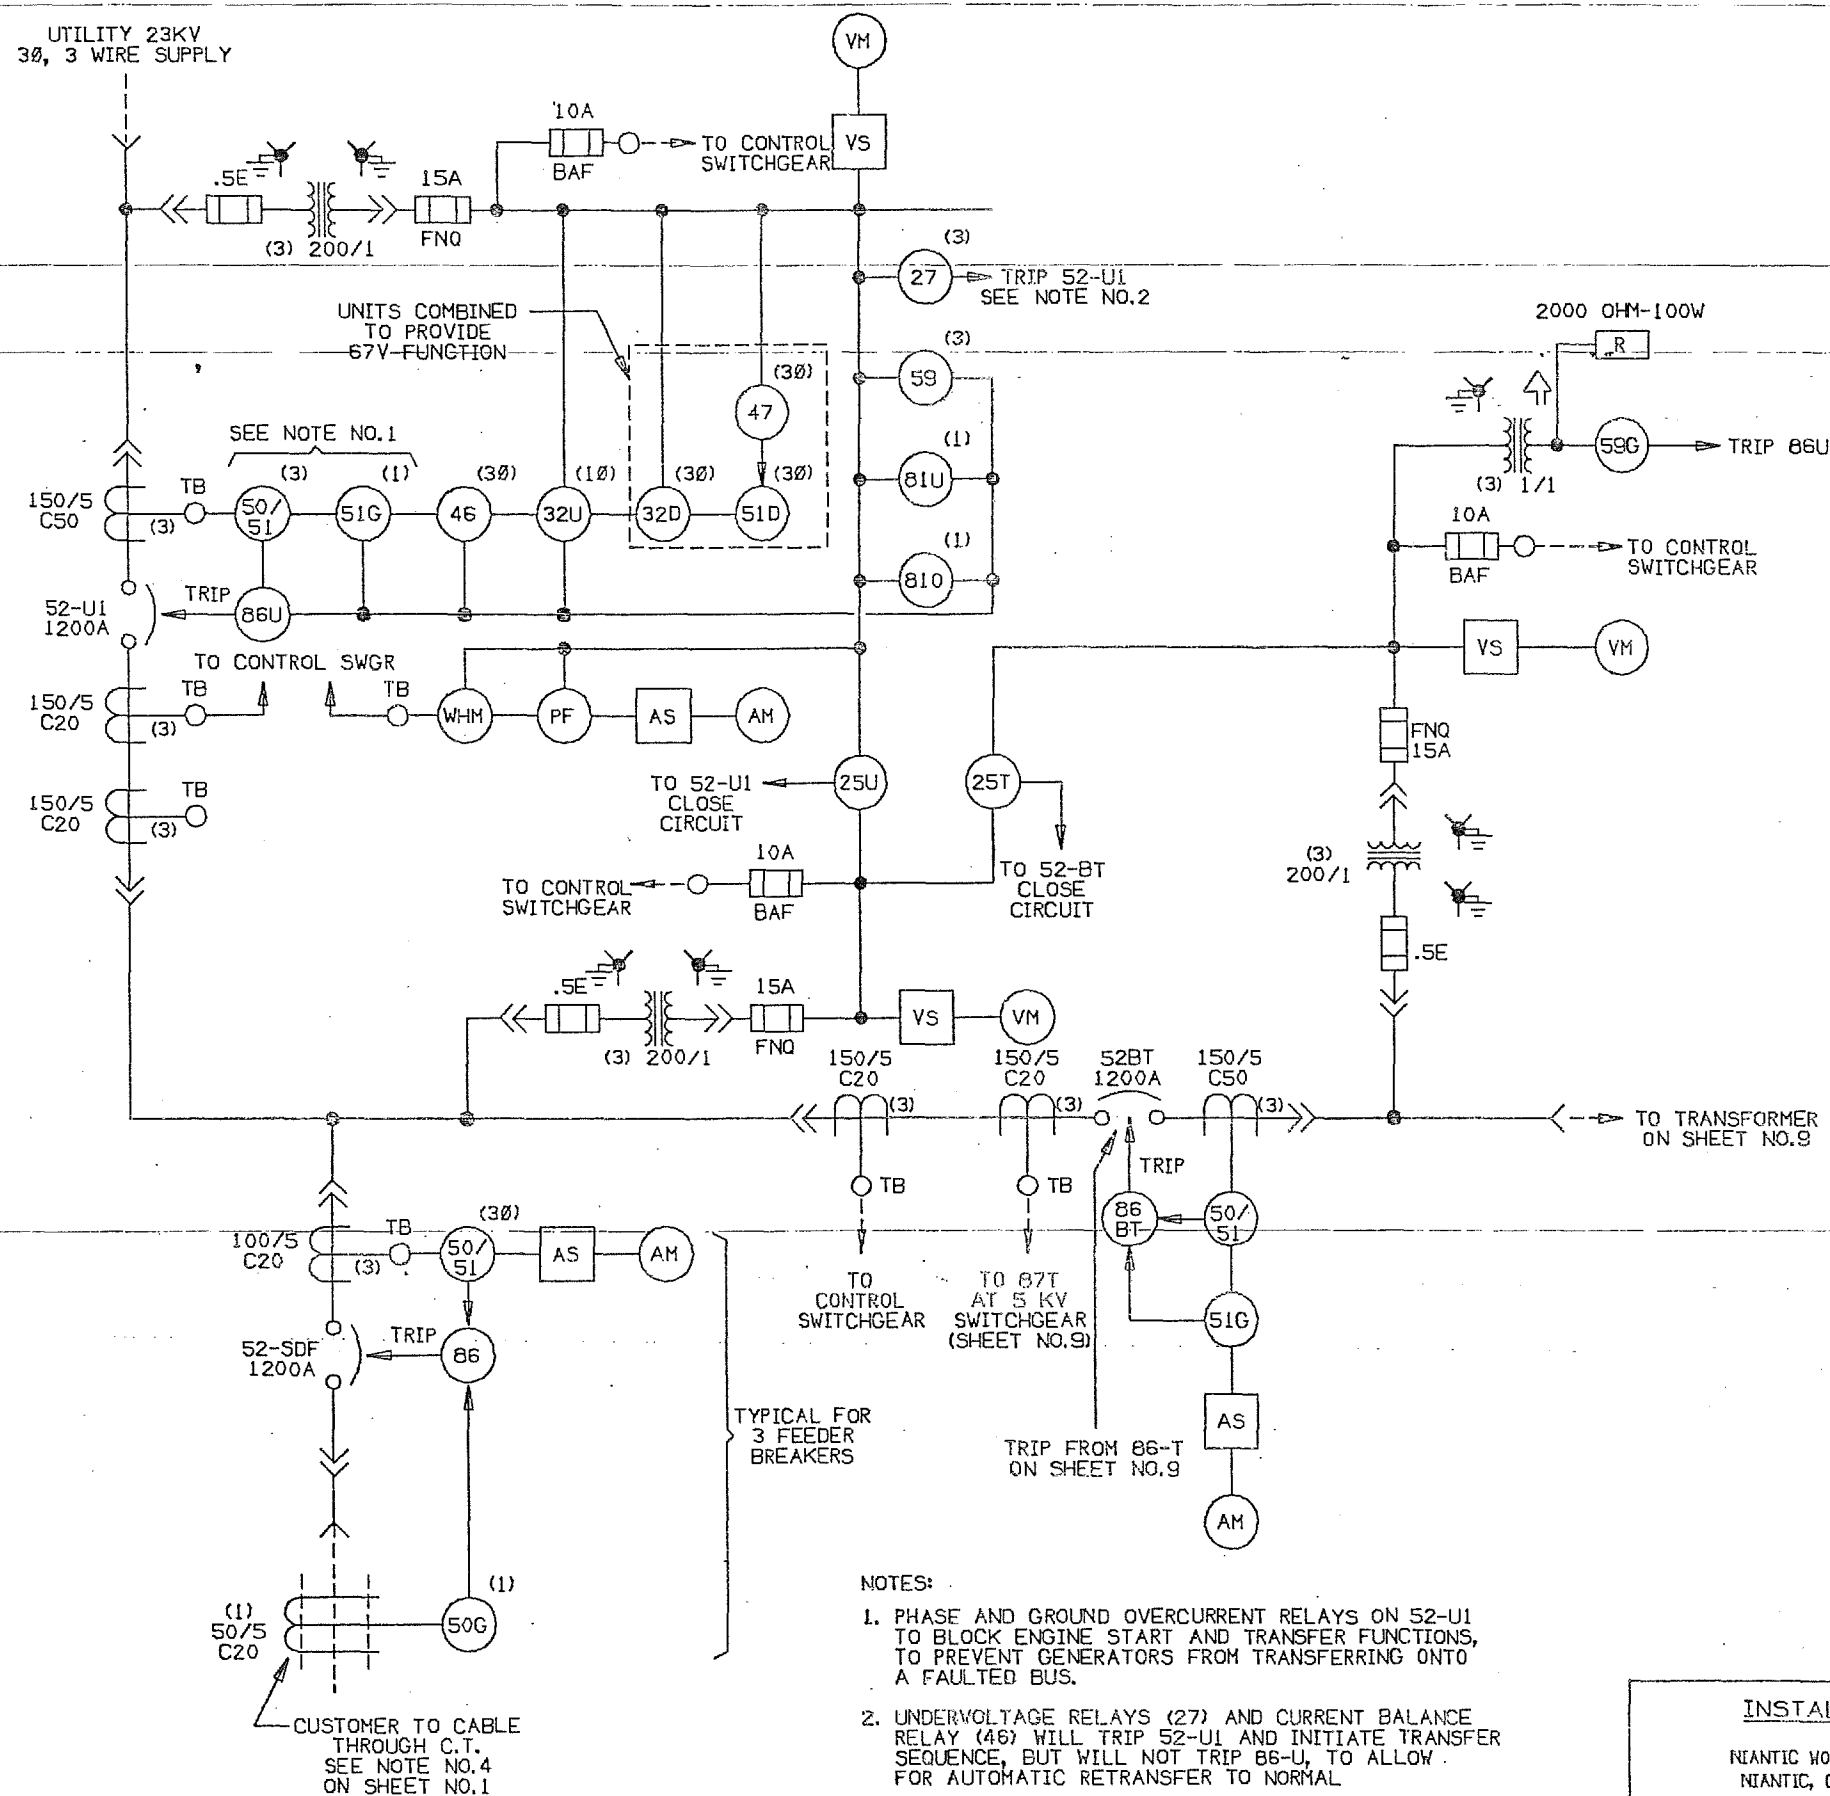 UTILITY 23KV
3Ø, 3 WIRE SUPPLY
VM
10A
TO CONTROL
SWITCHGEAR
VS
BAF
.5E
15A
(3) 200/1
FNQ
(3)
27
TRIP 52-U1
SEE NOTE NO.2
UNITS COMBINED
TO PROVIDE
67V FUNCTION
2000 OHM-100W
R
(3)
59
(3Ø)
47
SEE NOTE NO.1
(1)
81U
59G
TRIP 86U
(3) 1/1
150/5
C50
(3)
TB
(3)
50/
51
(1)
51G
(3Ø)
46
(1Ø)
32U
(3Ø)
32D
(3Ø)
51D
10A
BAF
TO CONTROL
SWITCHGEAR
(1)
81O
52-U1
1200A
TRIP
86U
VS
VM
TO CONTROL SWGR
150/5
C20
(3)
TB
TB
WHM
PF
AS
AM
FNQ
15A
150/5
C20
(3)
TB
TO 52-U1
CLOSE
CIRCUIT
25U
25T
TO 52-BT
CLOSE
CIRCUIT
(3)
200/1
10A
TO CONTROL
SWITCHGEAR
BAF
.5E
.5E
15A
(3) 200/1
FNQ
VS
VM
150/5
C20
(3)
150/5
C20
(3)
52BT
1200A
150/5
C50
(3)
TO TRANSFORMER
ON SHEET NO.9
TB
TB
TRIP
86
BT
50/
51
TO
CONTROL
SWITCHGEAR
TO 87T
AT 5 KV
SWITCHGEAR
(SHEET NO.9)
51G
100/5
C20
(3)
TB
(3Ø)
50/
51
AS
AM
52-SDF
1200A
TRIP
86
TYPICAL FOR
3 FEEDER
BREAKERS
TRIP FROM 86-T
ON SHEET NO.9
AS
AM
(1)
50/5
C20
(1)
50G
CUSTOMER TO CABLE
THROUGH C.T.
SEE NOTE NO.4
ON SHEET NO.1
NOTES:
1. PHASE AND GROUND OVERCURRENT RELAYS ON 52-U1
TO BLOCK ENGINE START AND TRANSFER FUNCTIONS,
TO PREVENT GENERATORS FROM TRANSFERRING ONTO
A FAULTED BUS.
2. UNDERVOLTAGE RELAYS (27) AND CURRENT BALANCE
RELAY (46) WILL TRIP 52-U1 AND INITIATE TRANSFER
SEQUENCE, BUT WILL NOT TRIP 86-U, TO ALLOW
FOR AUTOMATIC RETRANSFER TO NORMAL
NIANTIC
NIANTIC,